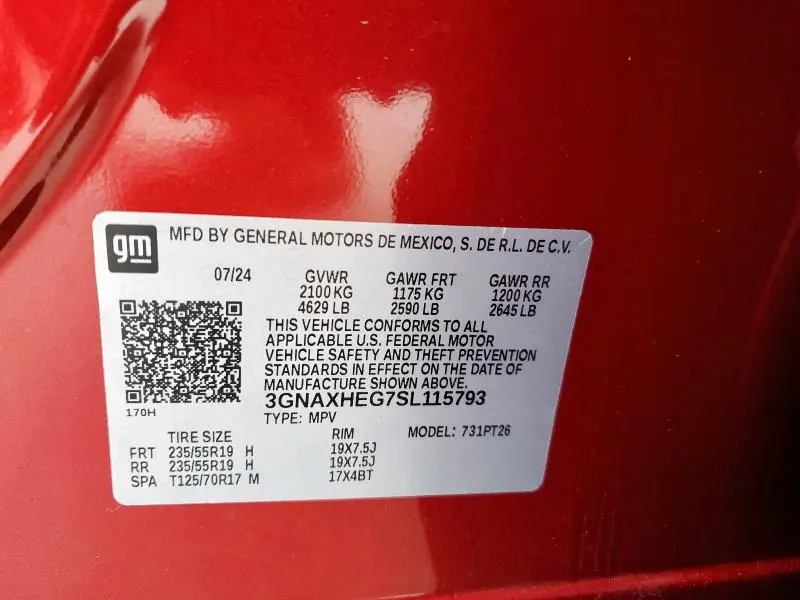 gm
MFD BY GENERAL MOTORS DE MEXICO, S. DE R.L. DE C.V.
07/24 GVWR GAWR FRT GAWR RR
2100 KG 1175 KG 1200 KG
4629 LB 2590 LB 2645 LB
THIS VEHICLE CONFORMS TO ALL
APPLICABLE U.S. FEDERAL MOTOR
VEHICLE SAFETY AND THEFT PREVENTION
STANDARDS IN EFFECT ON THE DATE OF
MANUFACTURE SHOWN ABOVE.
3GNAXHEG7SL115793
170H
TYPE: MPV
TIRE SIZE RIM MODEL: 731PT26
FRT 235/55R19 H 19X7.5J
RR 235/55R19 H 19X7.5J
SPA T125/70R17 M 17X4BT